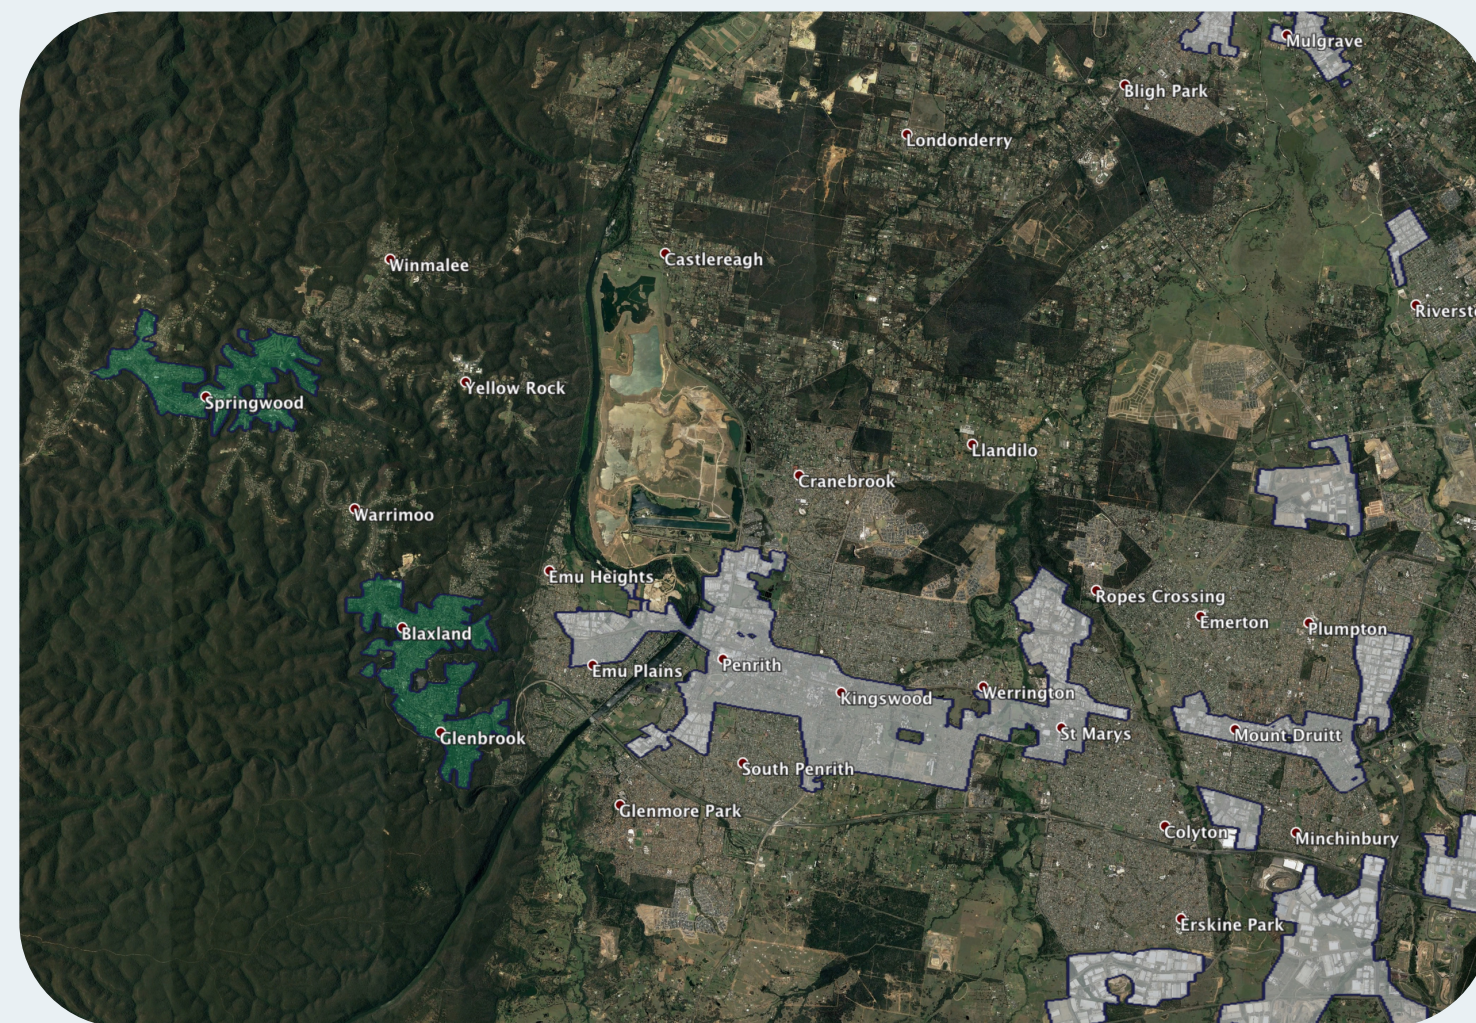 Mulgrave
Bligh Park
Londonderry
Winmalee
Castlereagh
Riverste
Yellow Rock
Springwood
Llandilo
Cranebrook
Warrimoo
Emu Heights
Ropes Crossing
Emerton
Plumpton
Blaxland
Emu Plains
Penrith
Kingswood
Werrington
Glenbrook
St Marys
Mount Druitt
South Penrith
Glenmore Park
Colyton
Minchinbury
Erskine Park